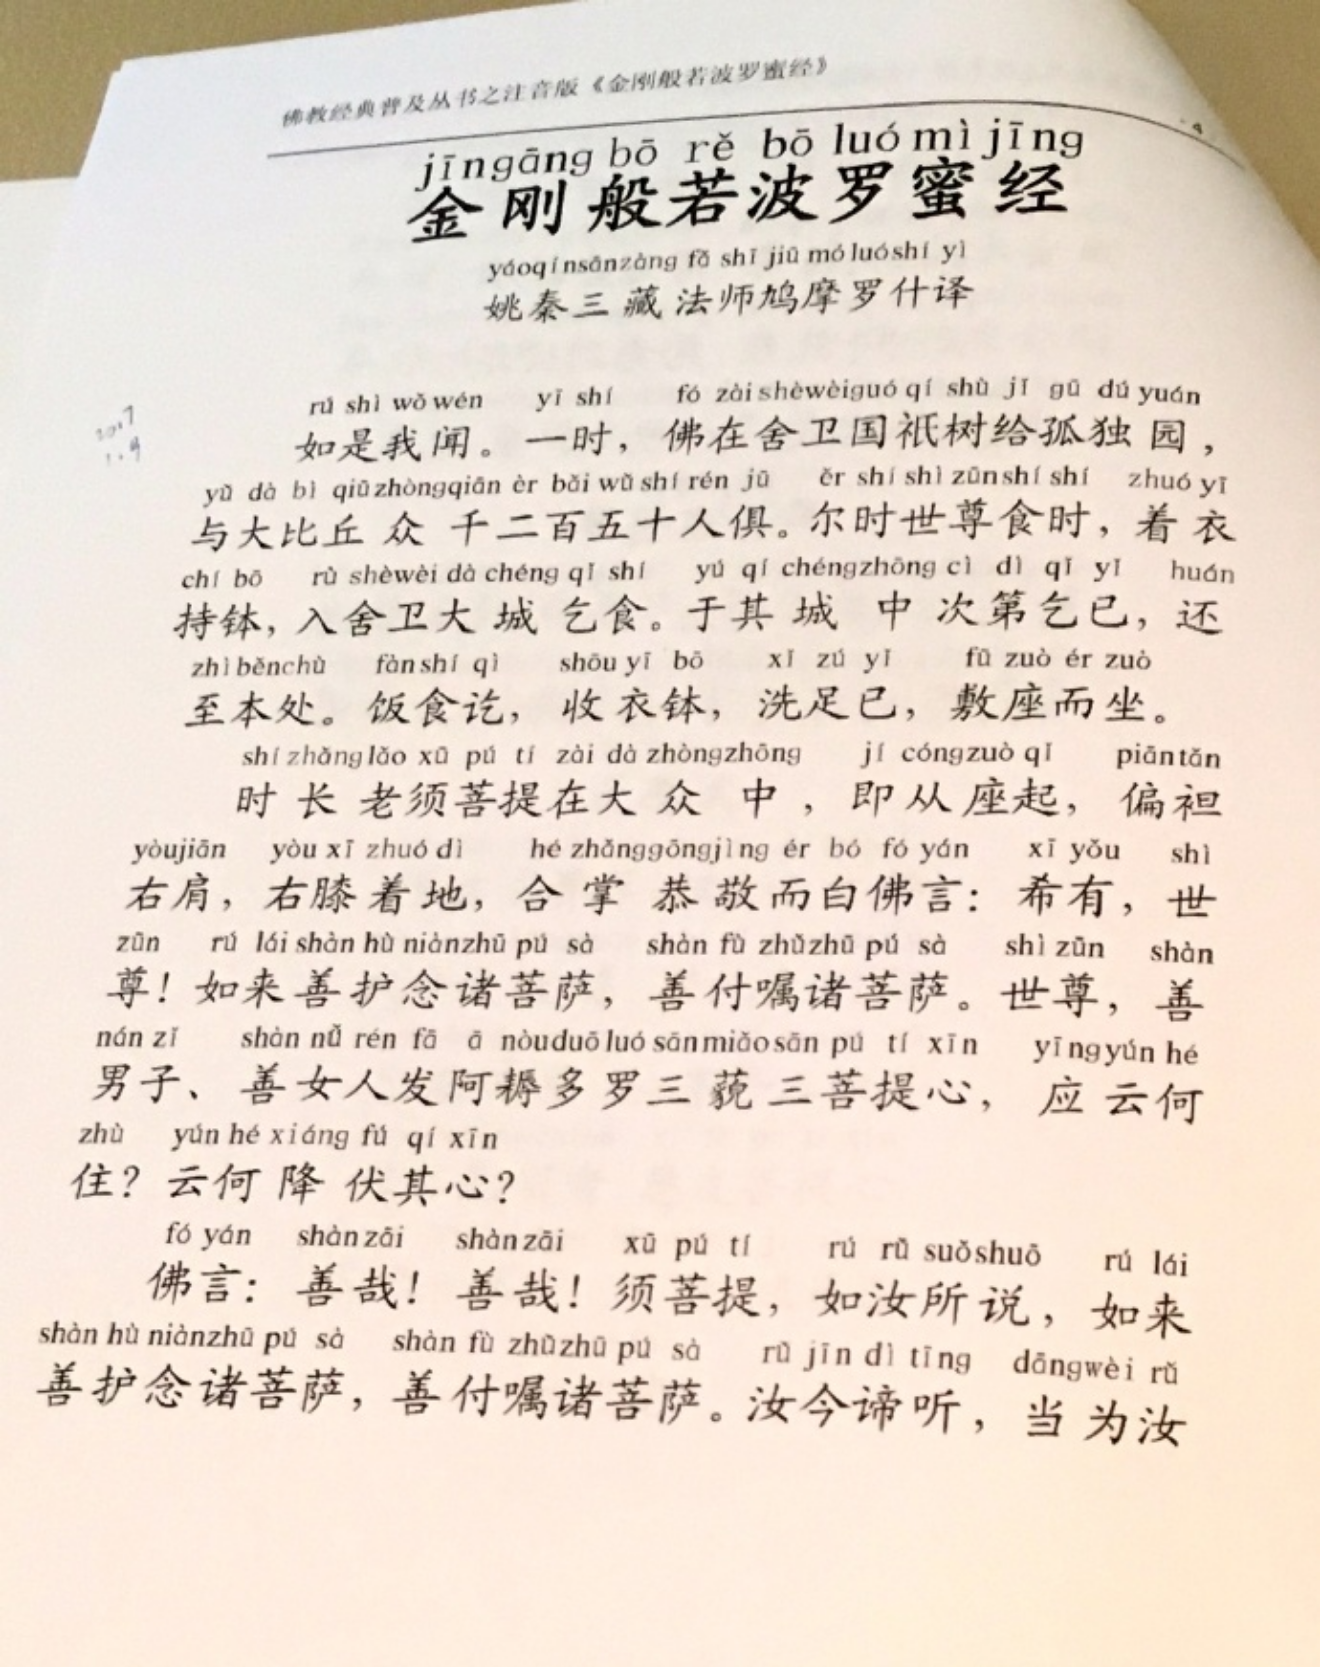 佛教经典普及丛书之注音版《金刚般若波罗蜜经》
- 4
jīngāng bō rě bō luó mì jīng
金刚般若波罗蜜经
yáoqínsānzàng fǎ shī jiū mó luóshí yì
姚秦三藏法师鸠摩罗什译
2017
1.9
rú shì wǒ wén yī shí fó zài shèwèiguó qí shù jǐ gū dú yuán
如是我闻。一时，佛在舍卫国祇树给孤独园，
yǔ dà bì qiūzhòngqiān èr bǎi wǔ shí rén jū ěr shí shì zūnshí shí zhuó yī
与大比丘众千二百五十人俱。尔时世尊食时，着衣
chí bō rù shèwèi dà chéng qǐ shí yú qí chéngzhōng cì dì qǐ yǐ huán
持钵，入舍卫大城乞食。于其城中次第乞已，还
zhì běnchù fànshí qì shōu yī bō xǐ zú yǐ fū zuò ér zuò
至本处。饭食讫，收衣钵，洗足已，敷座而坐。
shí zhǎnglǎo xū pú tí zài dà zhòngzhōng jí cóngzuò qǐ piāntǎn
时长老须菩提在大众中，即从座起，偏袒
yòujiān yòu xī zhuó dì hé zhǎnggōngjìng ér bó fó yán xī yǒu shì
右肩，右膝着地，合掌恭敬而白佛言：希有，世
zūn rú lái shàn hù niànzhū pú sà shàn fù zhǔzhū pú sà shì zūn shàn
尊！如来善护念诸菩萨，善付嘱诸菩萨。世尊，善
nán zǐ shàn nǚ rén fā ā nòuduō luó sānmiǎosān pú tí xīn yīngyún hé
男子、善女人发阿耨多罗三藐三菩提心，应云何
zhù yún hé xiáng fú qí xīn
住？云何降伏其心？
fó yán shànzāi shànzāi xū pú tí rú rǔ suǒshuō rú lái
佛言：善哉！善哉！须菩提，如汝所说，如来
shàn hù niànzhū pú sà shàn fù zhǔzhū pú sà rǔ jīn dì tīng dāngwèi rǔ
善护念诸菩萨，善付嘱诸菩萨。汝今谛听，当为汝